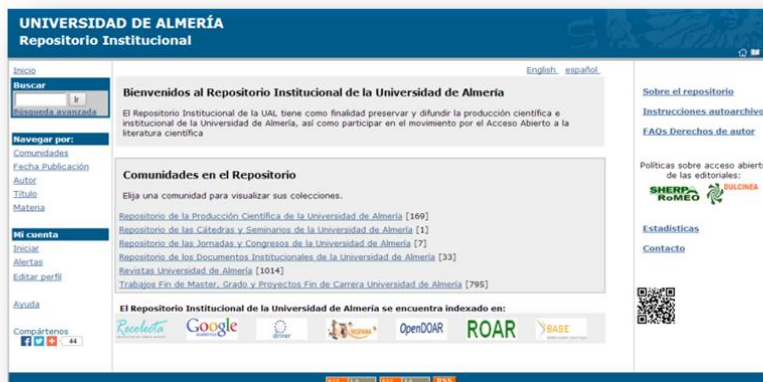 UNIVERSIDAD DE ALMERÍA
Repositorio Institucional
Inicio
Buscar
Ir
Búsqueda avanzada
Navegar por:
Comunidades
Fecha Publicación
Autor
Título
Materia
Mi cuenta
Iniciar
Alertas
Editar perfil
Ayuda
Compártenos
44
English español
Bienvenidos al Repositorio Institucional de la Universidad de Almería
El Repositorio Institucional de la UAL tiene como finalidad preservar y difundir la producción científica e
institucional de la Universidad de Almería, así como participar en el movimiento por el Acceso Abierto a la
literatura científica
Comunidades en el Repositorio
Elija una comunidad para visualizar sus colecciones.
Repositorio de la Producción Científica de la Universidad de Almería [169]
Repositorio de las Cátedras y Seminarios de la Universidad de Almería [1]
Repositorio de las Jornadas y Congresos de la Universidad de Almería [7]
Repositorio de los Documentos Institucionales de la Universidad de Almería [33]
Revistas Universidad de Almería [1014]
Trabajos Fin de Master, Grado y Proyectos Fin de Carrera Universidad de Almería [795]
El Repositorio Institucional de la Universidad de Almería se encuentra indexado en:
Recolecta Google driver HISPANA OpenDOAR ROAR BASE
Sobre el repositorio
Instrucciones autoarchivo
FAQs Derechos de autor
Políticas sobre acceso abierto
de las editoriales:
SHERPA RoMEO DULCINEA
Estadísticas
Contacto
RSS